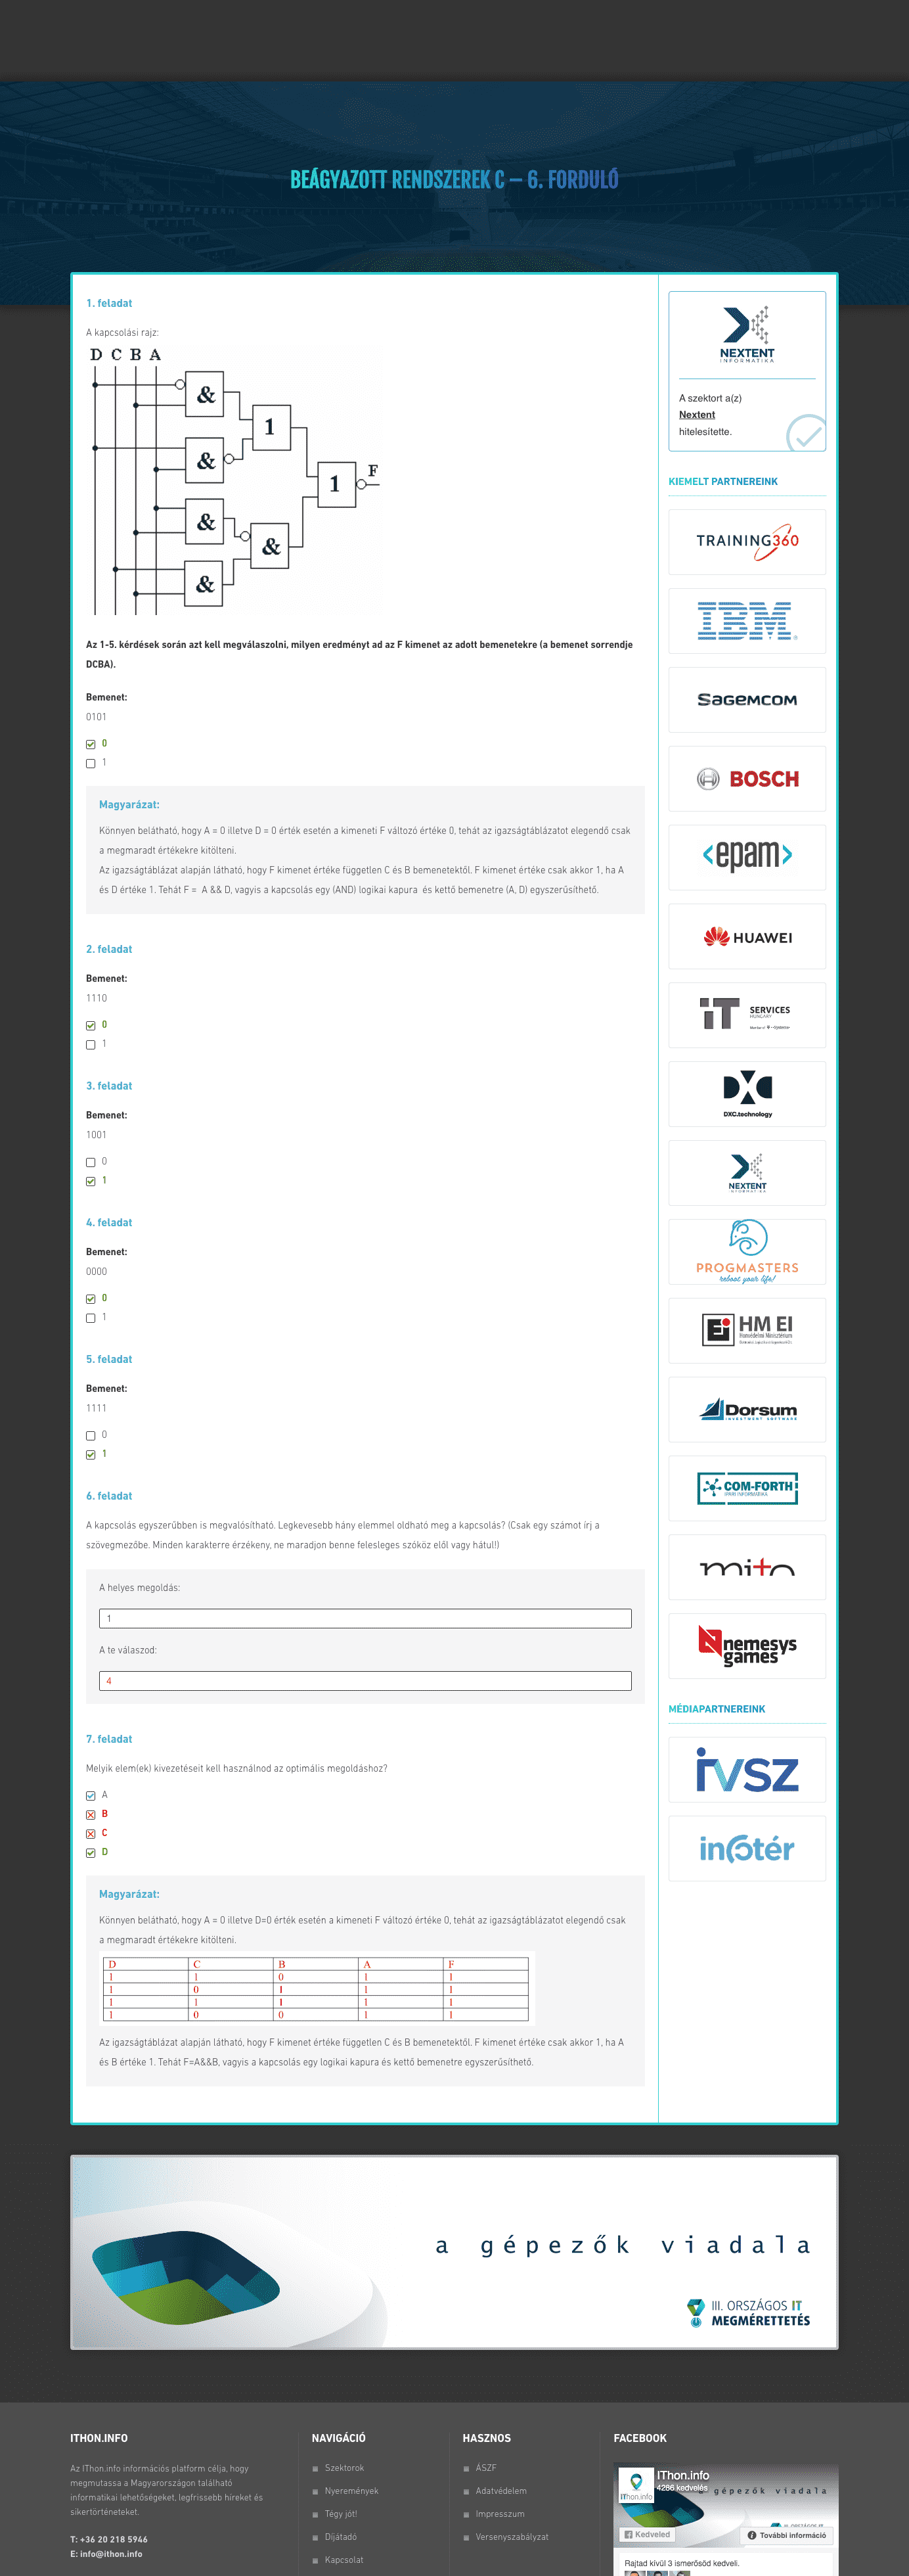 BEÁGYAZOTT RENDSZEREK C – 6. FORDULÓ
1. feladat
A kapcsolási rajz:
D C B A
&
1
&
1
F
&
&
&
Az 1-5. kérdések során azt kell megválaszolni, milyen eredményt ad az F kimenet az adott bemenetekre (a bemenet sorrendje
DCBA).
Bemenet:
0101
0
1
Magyarázat:
Könnyen belátható, hogy A = 0 illetve D = 0 érték esetén a kimeneti F változó értéke 0, tehát az igazságtáblázatot elegendő csak
a megmaradt értékekre kitölteni.
Az igazságtáblázat alapján látható, hogy F kimenet értéke független C és B bemenetektől. F kimenet értéke csak akkor 1, ha A
és D értéke 1. Tehát F = A && D, vagyis a kapcsolás egy (AND) logikai kapura és kettő bemenetre (A, D) egyszerűsíthető.
2. feladat
Bemenet:
1110
0
1
3. feladat
Bemenet:
1001
0
1
4. feladat
Bemenet:
0000
0
1
5. feladat
Bemenet:
1111
0
1
6. feladat
A kapcsolás egyszerűbben is megvalósítható. Legkevesebb hány elemmel oldható meg a kapcsolás? (Csak egy számot írj a
szövegmezőbe. Minden karakterre érzékeny, ne maradjon benne felesleges szóköz elől vagy hátul!)
A helyes megoldás:
1
A te válaszod:
4
7. feladat
Melyik elem(ek) kivezetéseit kell használnod az optimális megoldáshoz?
A
B
C
D
Magyarázat:
Könnyen belátható, hogy A = 0 illetve D=0 érték esetén a kimeneti F változó értéke 0, tehát az igazságtáblázatot elegendő csak
a megmaradt értékekre kitölteni.
D C B A F
1 1 0 1 1
1 0 1 1 1
1 1 1 1 1
1 0 0 1 1
Az igazságtáblázat alapján látható, hogy F kimenet értéke független C és B bemenetektől. F kimenet értéke csak akkor 1, ha A
és B értéke 1. Tehát F=A&&B, vagyis a kapcsolás egy logikai kapura és kettő bemenetre egyszerűsíthető.
NEXTENT
INFORMATIKA
A szektort a(z)
Nextent
hitelesítette.
KIEMELT PARTNEREINK
TRAINING360
IBM
SAGEMCOM
BOSCH
<epam>
HUAWEI
iT SERVICES
HUNGARY
DXC.technology
NEXTENT
INFORMATIKA
PROGMASTERS
reboot your life!
HM EI
Honvédelmi Minisztérium
Dorsum
INVESTMENT SOFTWARE
COM-FORTH
IPARI INFORMATIKA
mito
nemesys
games
MÉDIAPARTNEREINK
IVSZ
infotér
a gépezők viadala
III. ORSZÁGOS IT
MEGMÉRETTETÉS
ITHON.INFO
Az IThon.info információs platform célja, hogy
megmutassa a Magyarországon található
informatikai lehetőségeket, legfrissebb híreket és
sikertörténeteket.
T: +36 20 218 5946
E: info@ithon.info
NAVIGÁCIÓ
Szektorok
Nyeremények
Tégy jót!
Díjátadó
Kapcsolat
HASZNOS
ÁSZF
Adatvédelem
Impresszum
Versenyszabályzat
FACEBOOK
IThon.info
IThon.info
4286 kedvelés
a gépezők viadala
Kedveled
További információ
Rajtad kívül 3 ismerősöd kedveli.